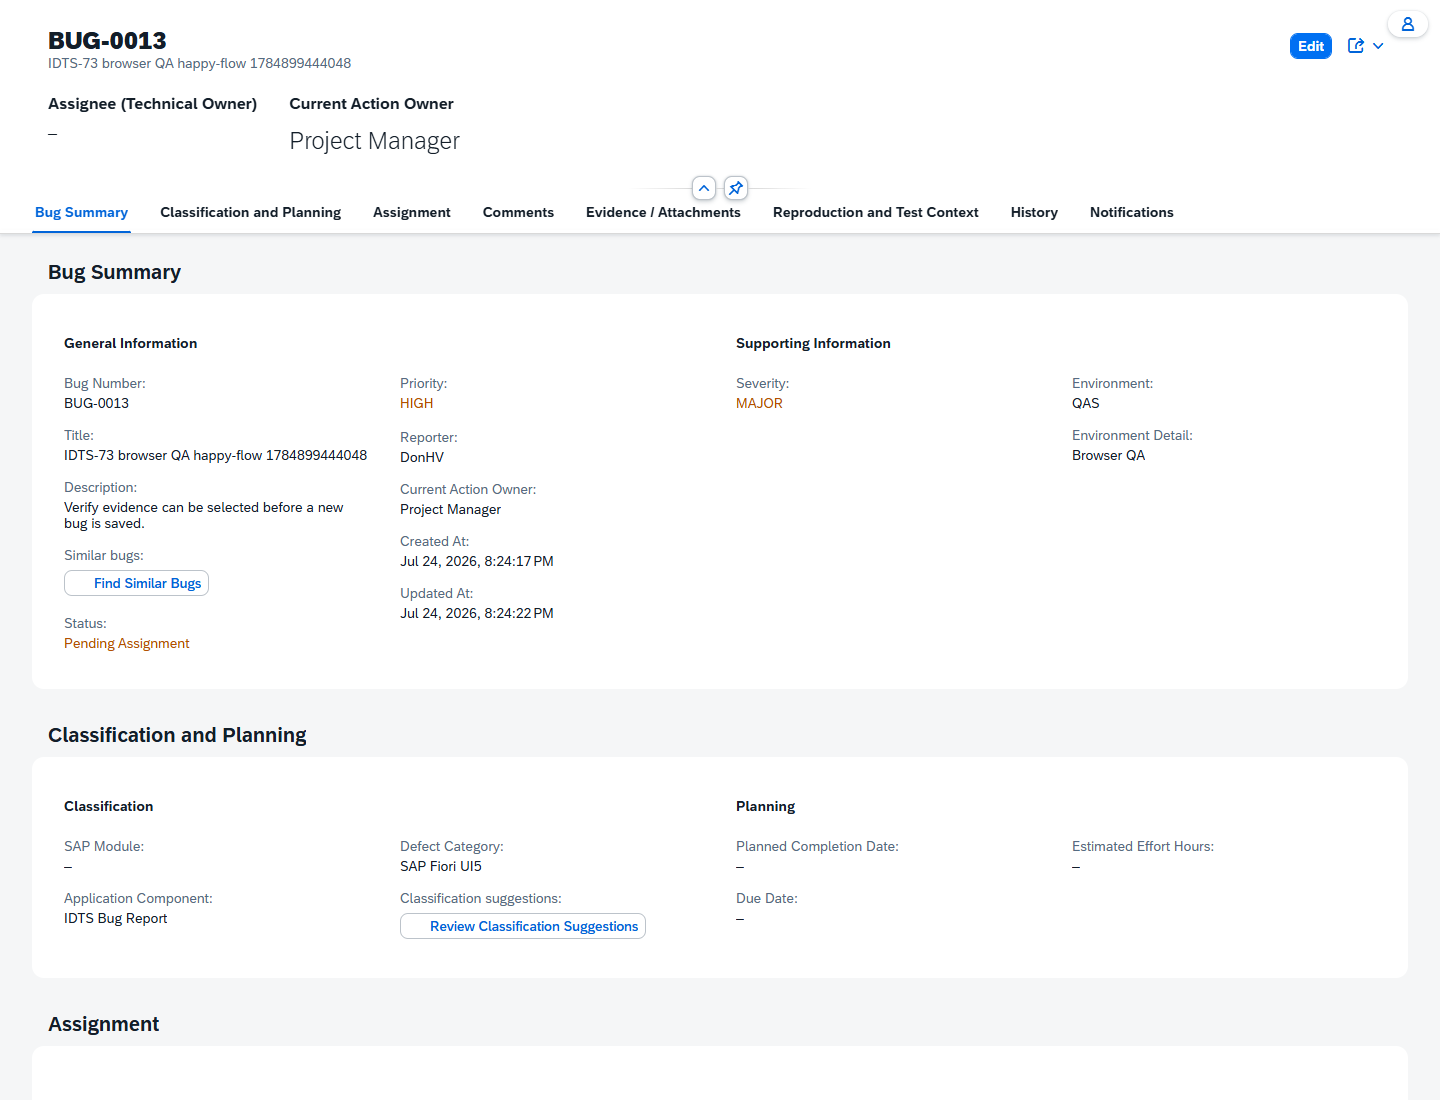 BUG-0013
IDTS-73 browser QA happy-flow 1784899444048
Edit
Assignee (Technical Owner)
–
Current Action Owner
Project Manager
Bug Summary
Classification and Planning
Assignment
Comments
Evidence / Attachments
Reproduction and Test Context
History
Notifications
Bug Summary
General Information
Bug Number:
BUG-0013
Title:
IDTS-73 browser QA happy-flow 1784899444048
Description:
Verify evidence can be selected before a new
bug is saved.
Similar bugs:
Find Similar Bugs
Status:
Pending Assignment
Priority:
HIGH
Reporter:
DonHV
Current Action Owner:
Project Manager
Created At:
Jul 24, 2026, 8:24:17 PM
Updated At:
Jul 24, 2026, 8:24:22 PM
Supporting Information
Severity:
MAJOR
Environment:
QAS
Environment Detail:
Browser QA
Classification and Planning
Classification
SAP Module:
–
Application Component:
IDTS Bug Report
Defect Category:
SAP Fiori UI5
Classification suggestions:
Review Classification Suggestions
Planning
Planned Completion Date:
–
Due Date:
–
Estimated Effort Hours:
–
Assignment